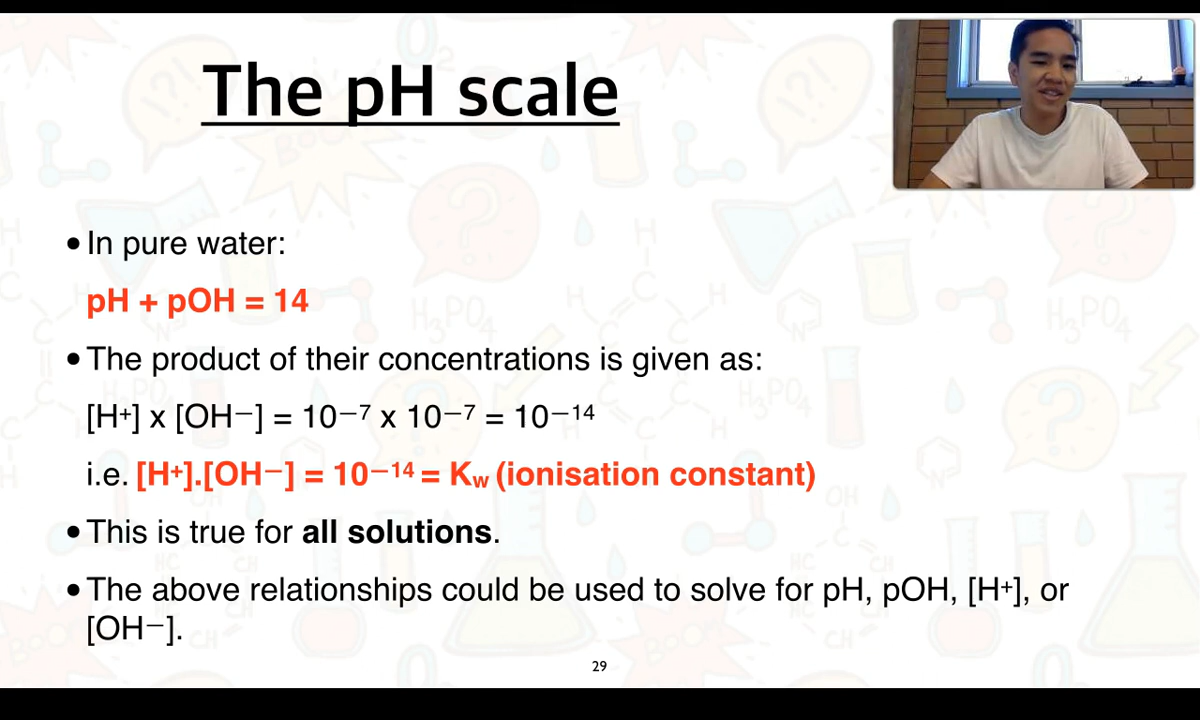 The pH scale
• In pure water:
pH + pOH = 14
• The product of their concentrations is given as:
[H⁺] x [OH⁻] = 10⁻⁷ x 10⁻⁷ = 10⁻¹⁴
i.e. [H⁺].[OH⁻] = 10⁻¹⁴ = Kw (ionisation constant)
• This is true for all solutions.
• The above relationships could be used to solve for pH, pOH, [H⁺], or
[OH⁻].
29